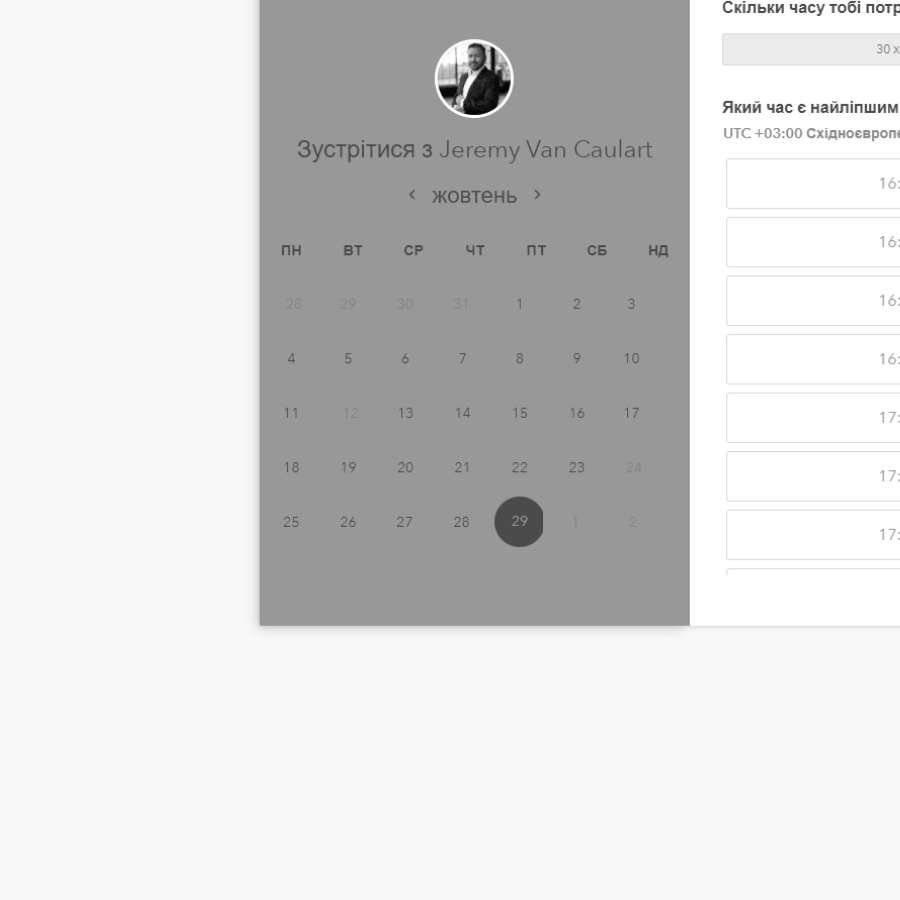 Зустрітися з Jeremy Van Caulart
жовтень
ПН ВТ СР ЧТ ПТ СБ НД
28 29 30 31 1 2 3
4 5 6 7 8 9 10
11 12 13 14 15 16 17
18 19 20 21 22 23 24
25 26 27 28 29 1 2
Скільки часу тобі
30
Який час є найліпшим
UTC +03:00
16:
16:
16:
16:
17:
17:
17: